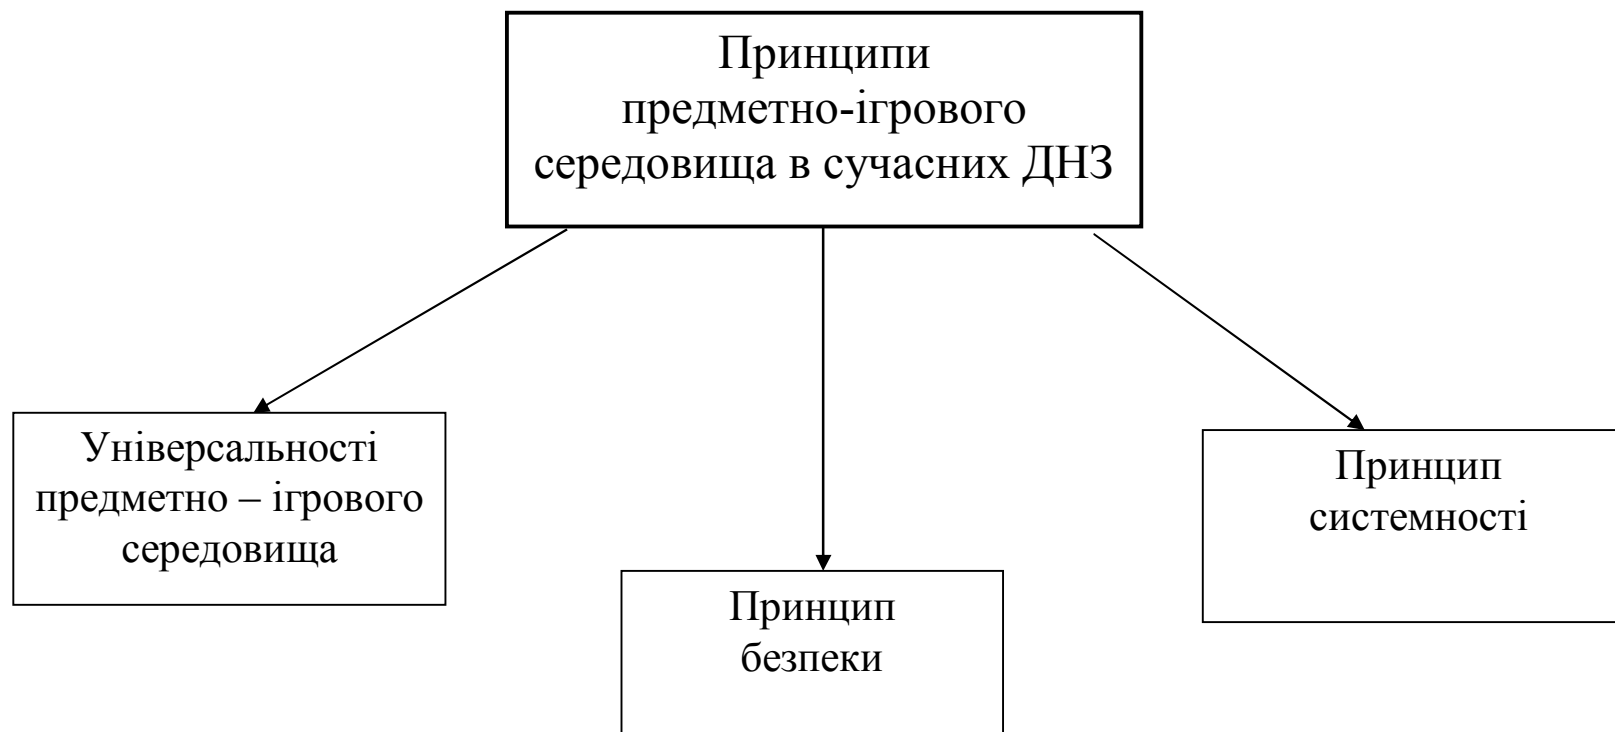 Принципи
предметно-ігрового
середовища в сучасних ДНЗ
Універсальності
предметно – ігрового
середовища
Принцип
безпеки
Принцип
системності